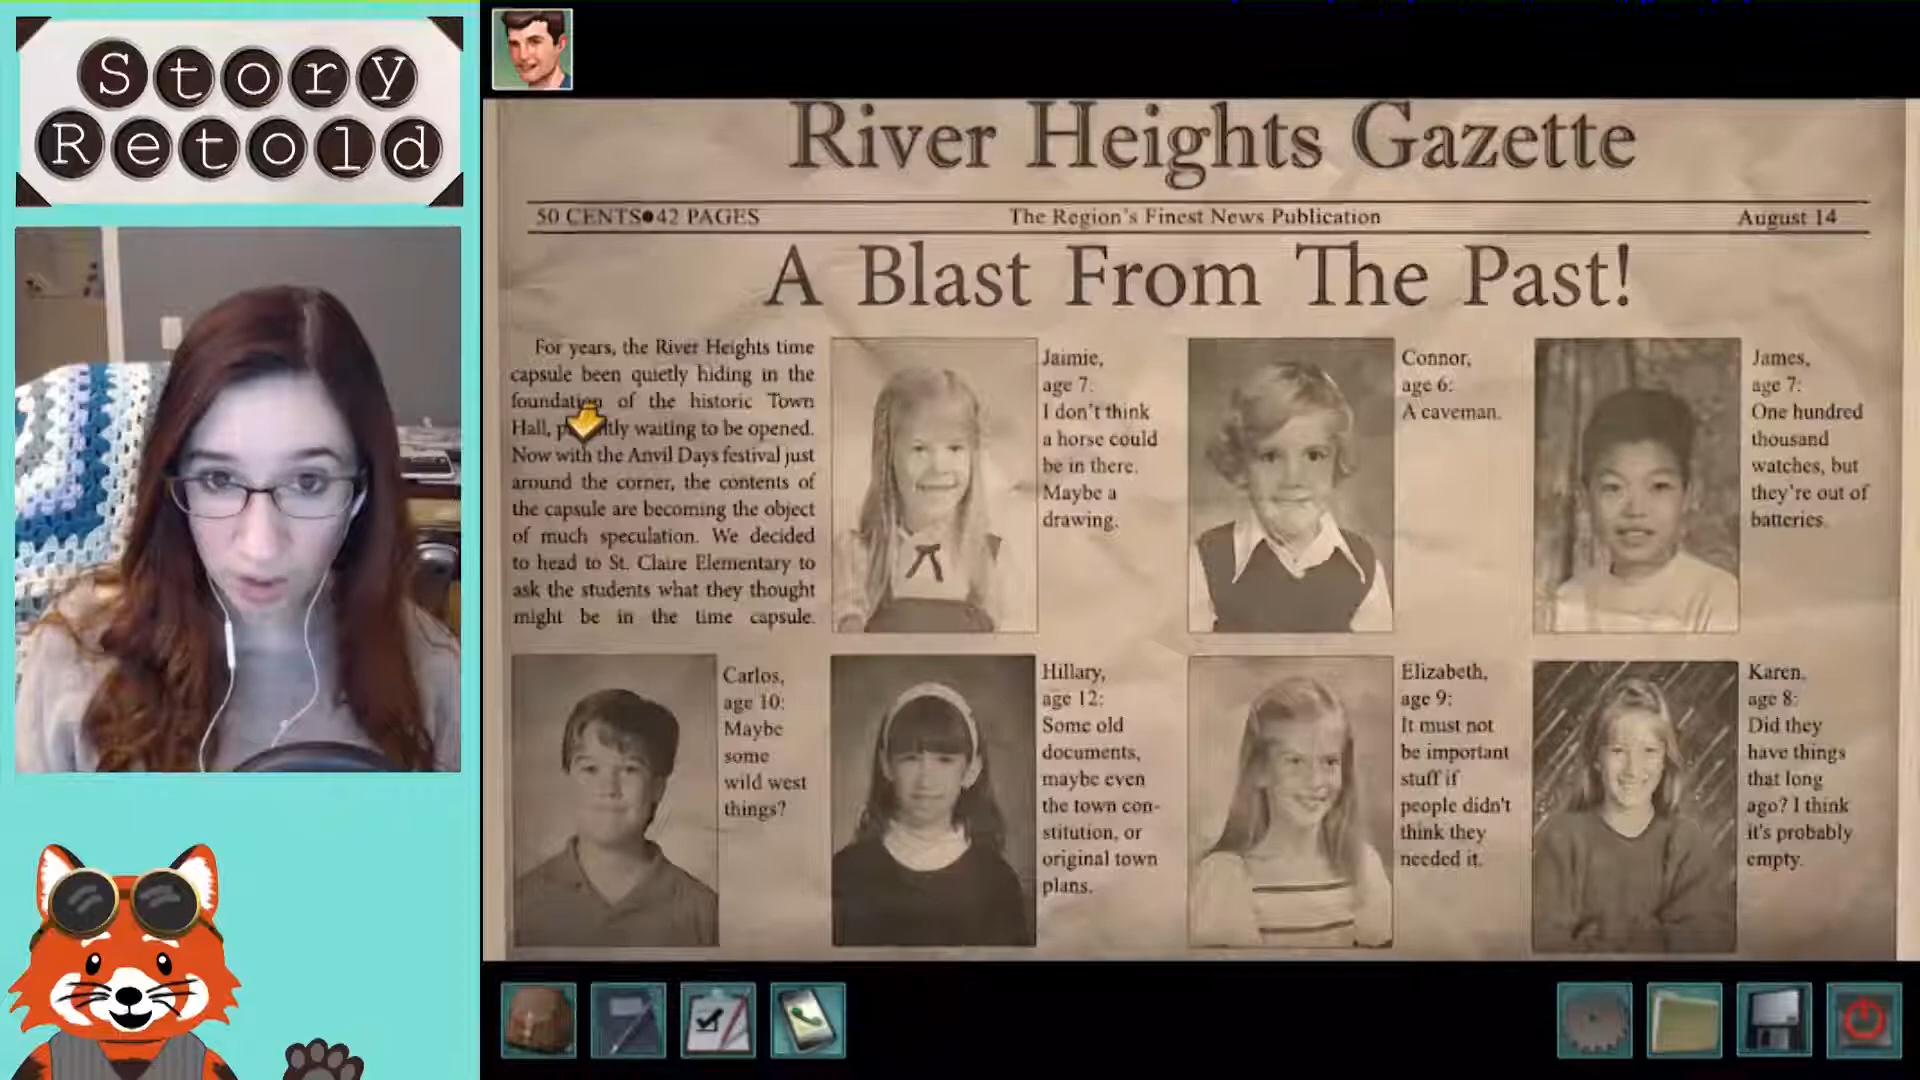 Story
Retold
River Heights Gazette
50 CENTS●42 PAGES
The Region's Finest News Publication
August 14
A Blast From The Past!
For years, the River Heights time
capsule been quietly hiding in the
foundation of the historic Town
Hall, waiting to be opened.
Now with the Anvil Days festival just
around the corner, the contents of
the capsule are becoming the object
of much speculation. We decided
to head to St. Claire Elementary to
ask the students what they thought
might be in the time capsule.
Jaimie,
age 7:
I don't think
a horse could
be in there.
Maybe a
drawing.
Connor,
age 6:
A caveman.
James,
age 7:
One hundred
thousand
watches, but
they're out of
batteries.
Carlos,
age 10:
Maybe
some
wild west
things?
Hillary,
age 12:
Some old
documents,
maybe even
the town con-
stitution, or
original town
plans.
Elizabeth,
age 9:
It must not
be important
stuff if
people didn't
think they
needed it.
Karen,
age 8:
Did they
have things
that long
ago? I think
it's probably
empty.